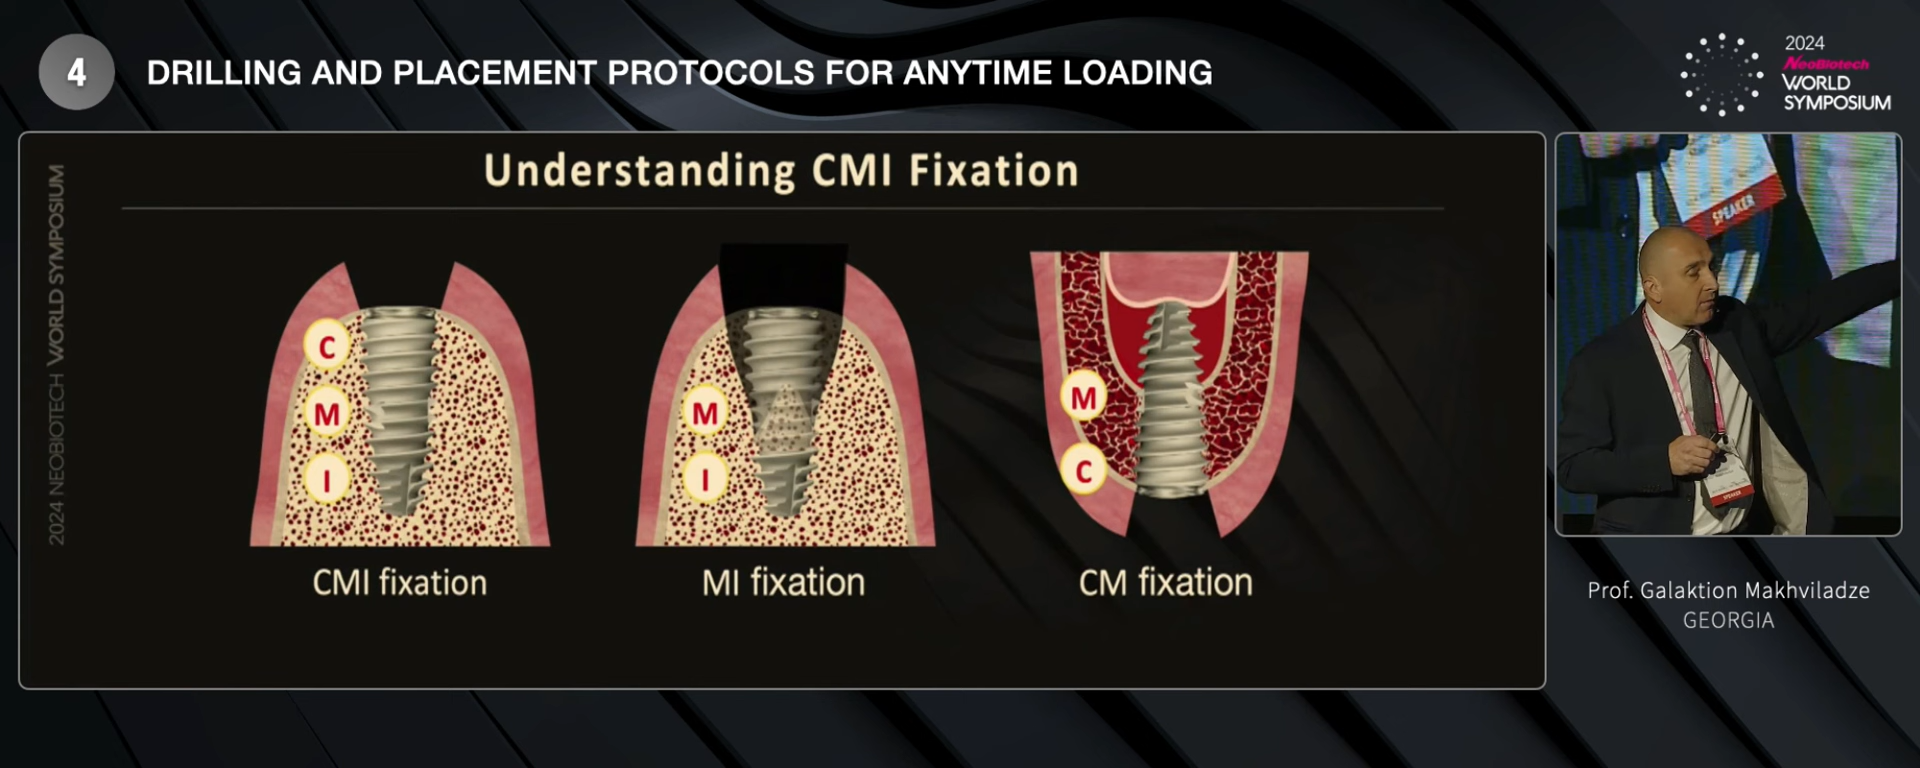 4
DRILLING AND PLACEMENT PROTOCOLS FOR ANYTIME LOADING
2024
NeoBiotech
WORLD
SYMPOSIUM
2024 NEOBIOTECH WORLD SYMPOSIUM
Understanding CMI Fixation
C
M
I
CMI fixation
M
I
MI fixation
M
C
CM fixation
SPEAKER
SPEAKER
Prof. Galaktion Makhviladze
GEORGIA